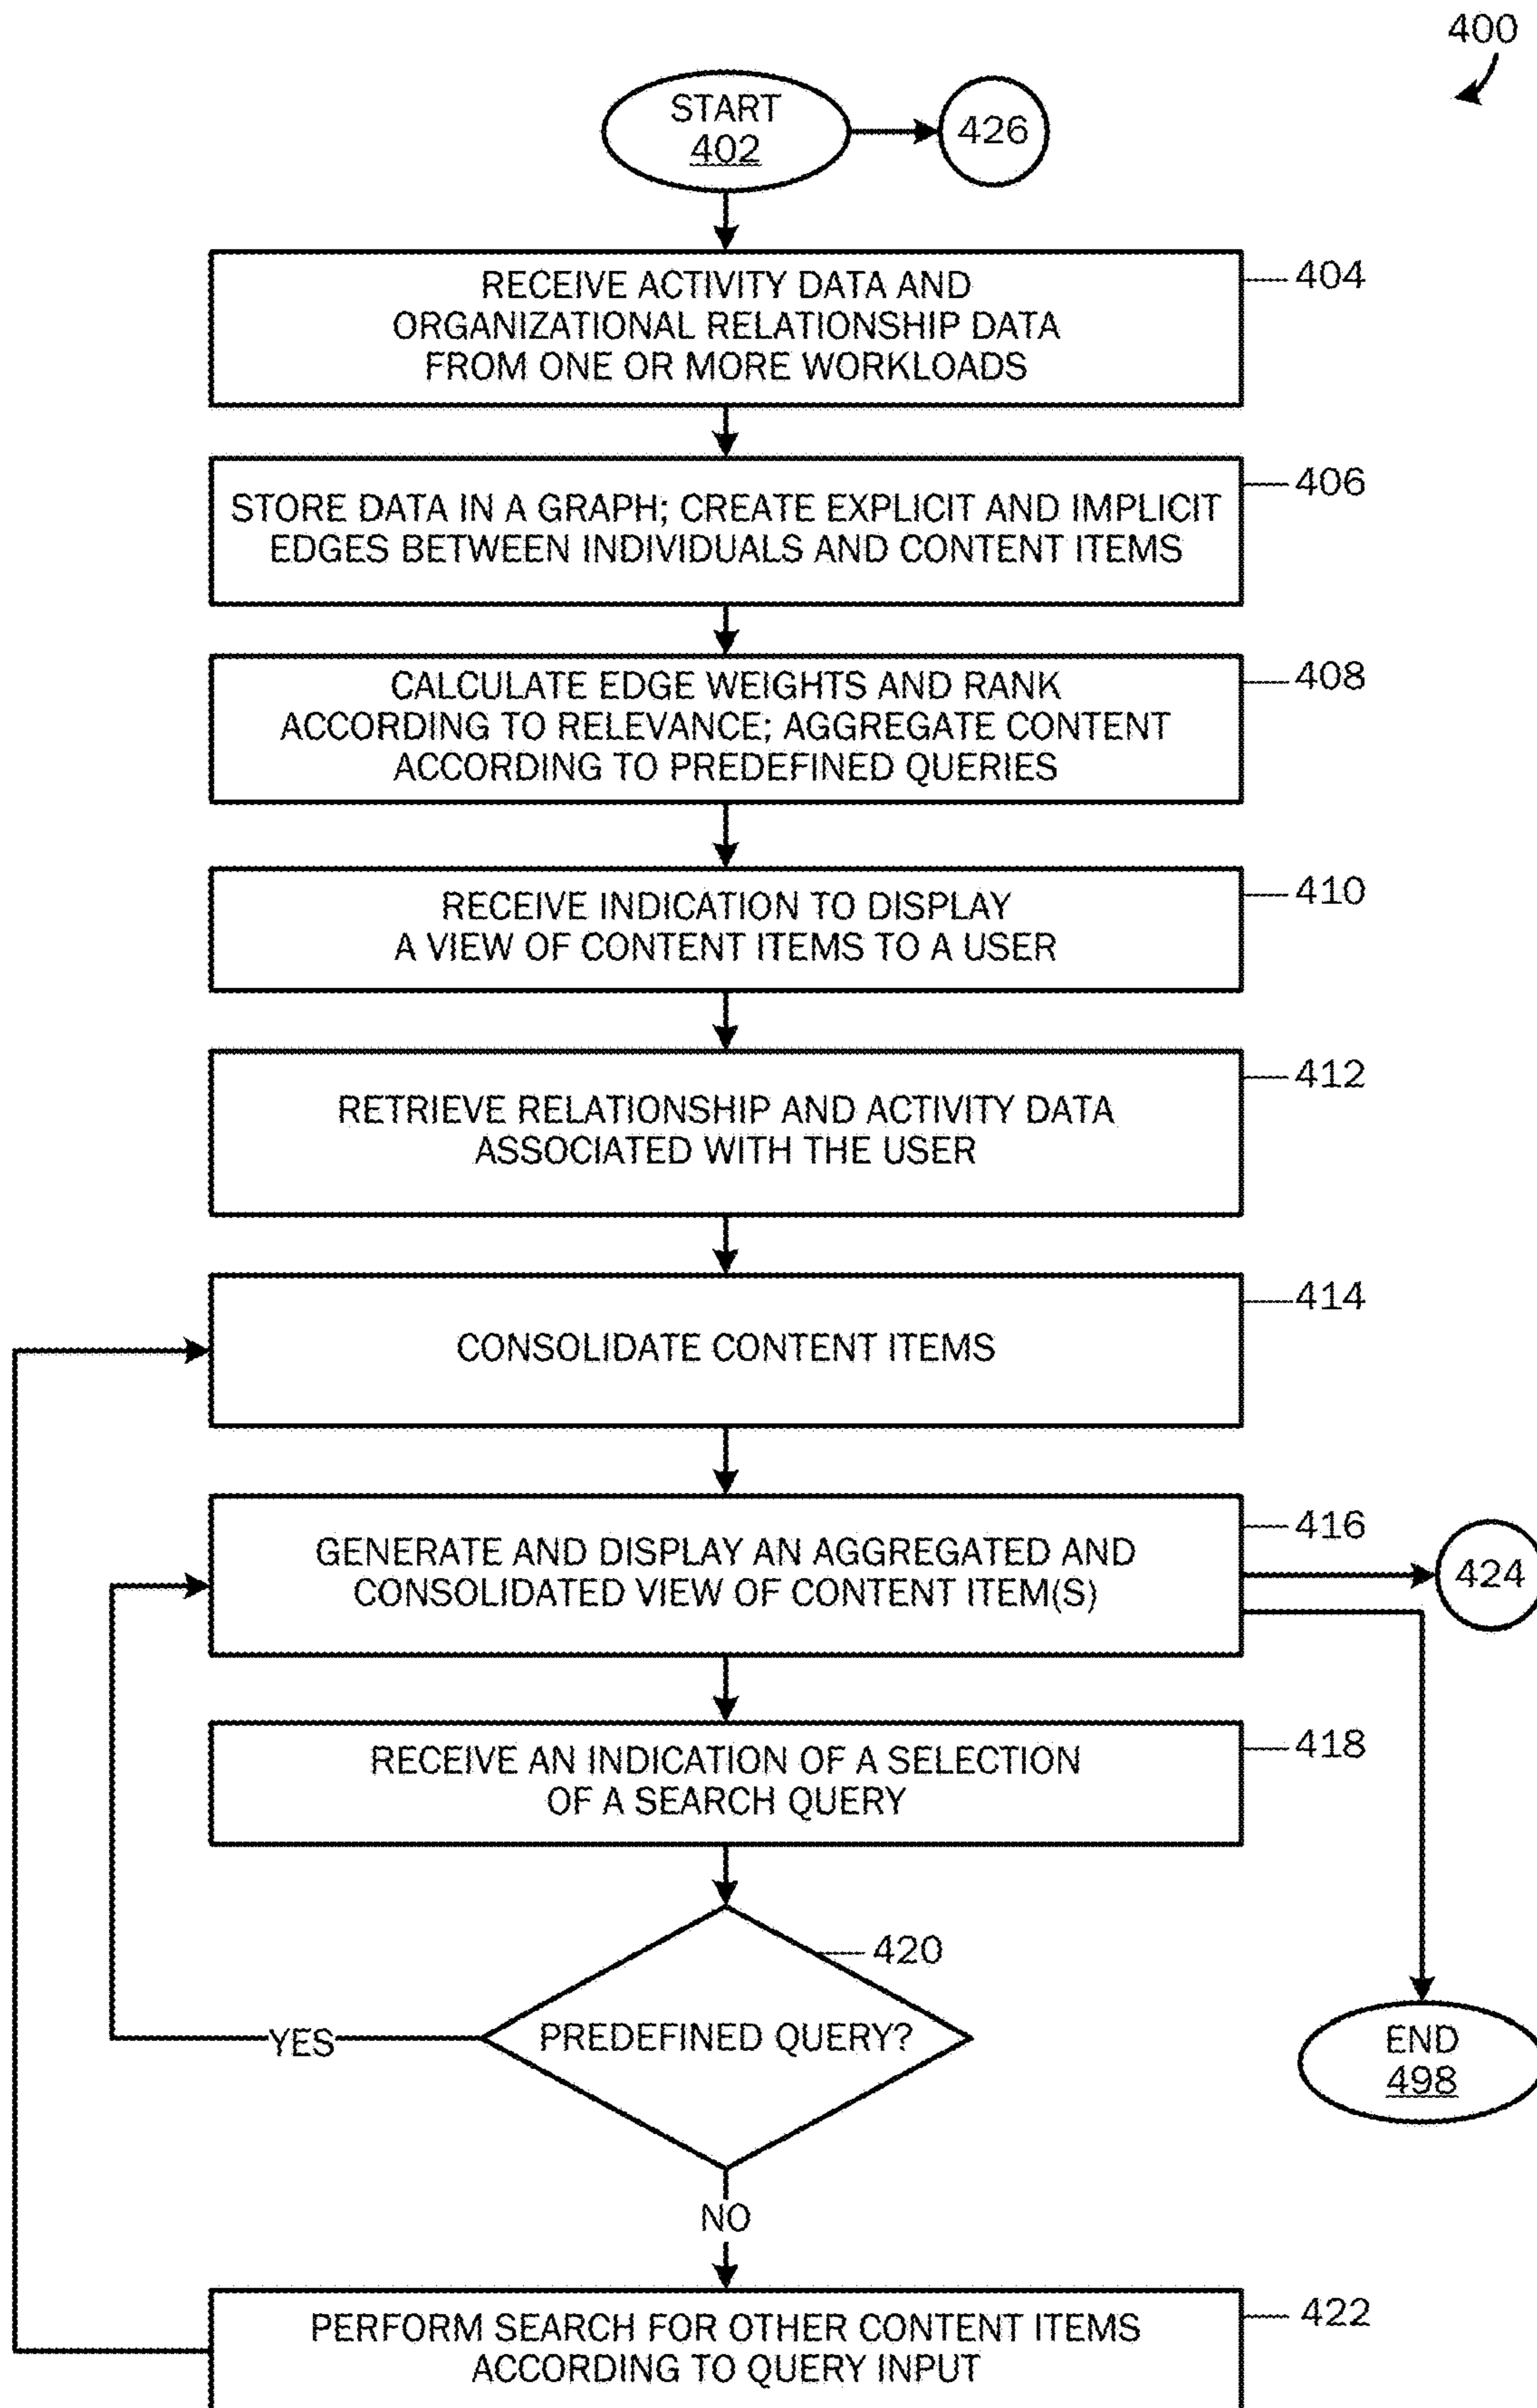 400
START
402
426
RECEIVE ACTIVITY DATA AND
ORGANIZATIONAL RELATIONSHIP DATA
FROM ONE OR MORE WORKLOADS
404
STORE DATA IN A GRAPH; CREATE EXPLICIT AND IMPLICIT
EDGES BETWEEN INDIVIDUALS AND CONTENT ITEMS
406
CALCULATE EDGE WEIGHTS AND RANK
ACCORDING TO RELEVANCE; AGGREGATE CONTENT
ACCORDING TO PREDEFINED QUERIES
408
RECEIVE INDICATION TO DISPLAY
A VIEW OF CONTENT ITEMS TO A USER
410
RETRIEVE RELATIONSHIP AND ACTIVITY DATA
ASSOCIATED WITH THE USER
412
CONSOLIDATE CONTENT ITEMS
414
GENERATE AND DISPLAY AN AGGREGATED AND
CONSOLIDATED VIEW OF CONTENT ITEM(S)
416
424
RECEIVE AN INDICATION OF A SELECTION
OF A SEARCH QUERY
418
420
PREDEFINED QUERY?
YES
END
498
NO
PERFORM SEARCH FOR OTHER CONTENT ITEMS
ACCORDING TO QUERY INPUT
422